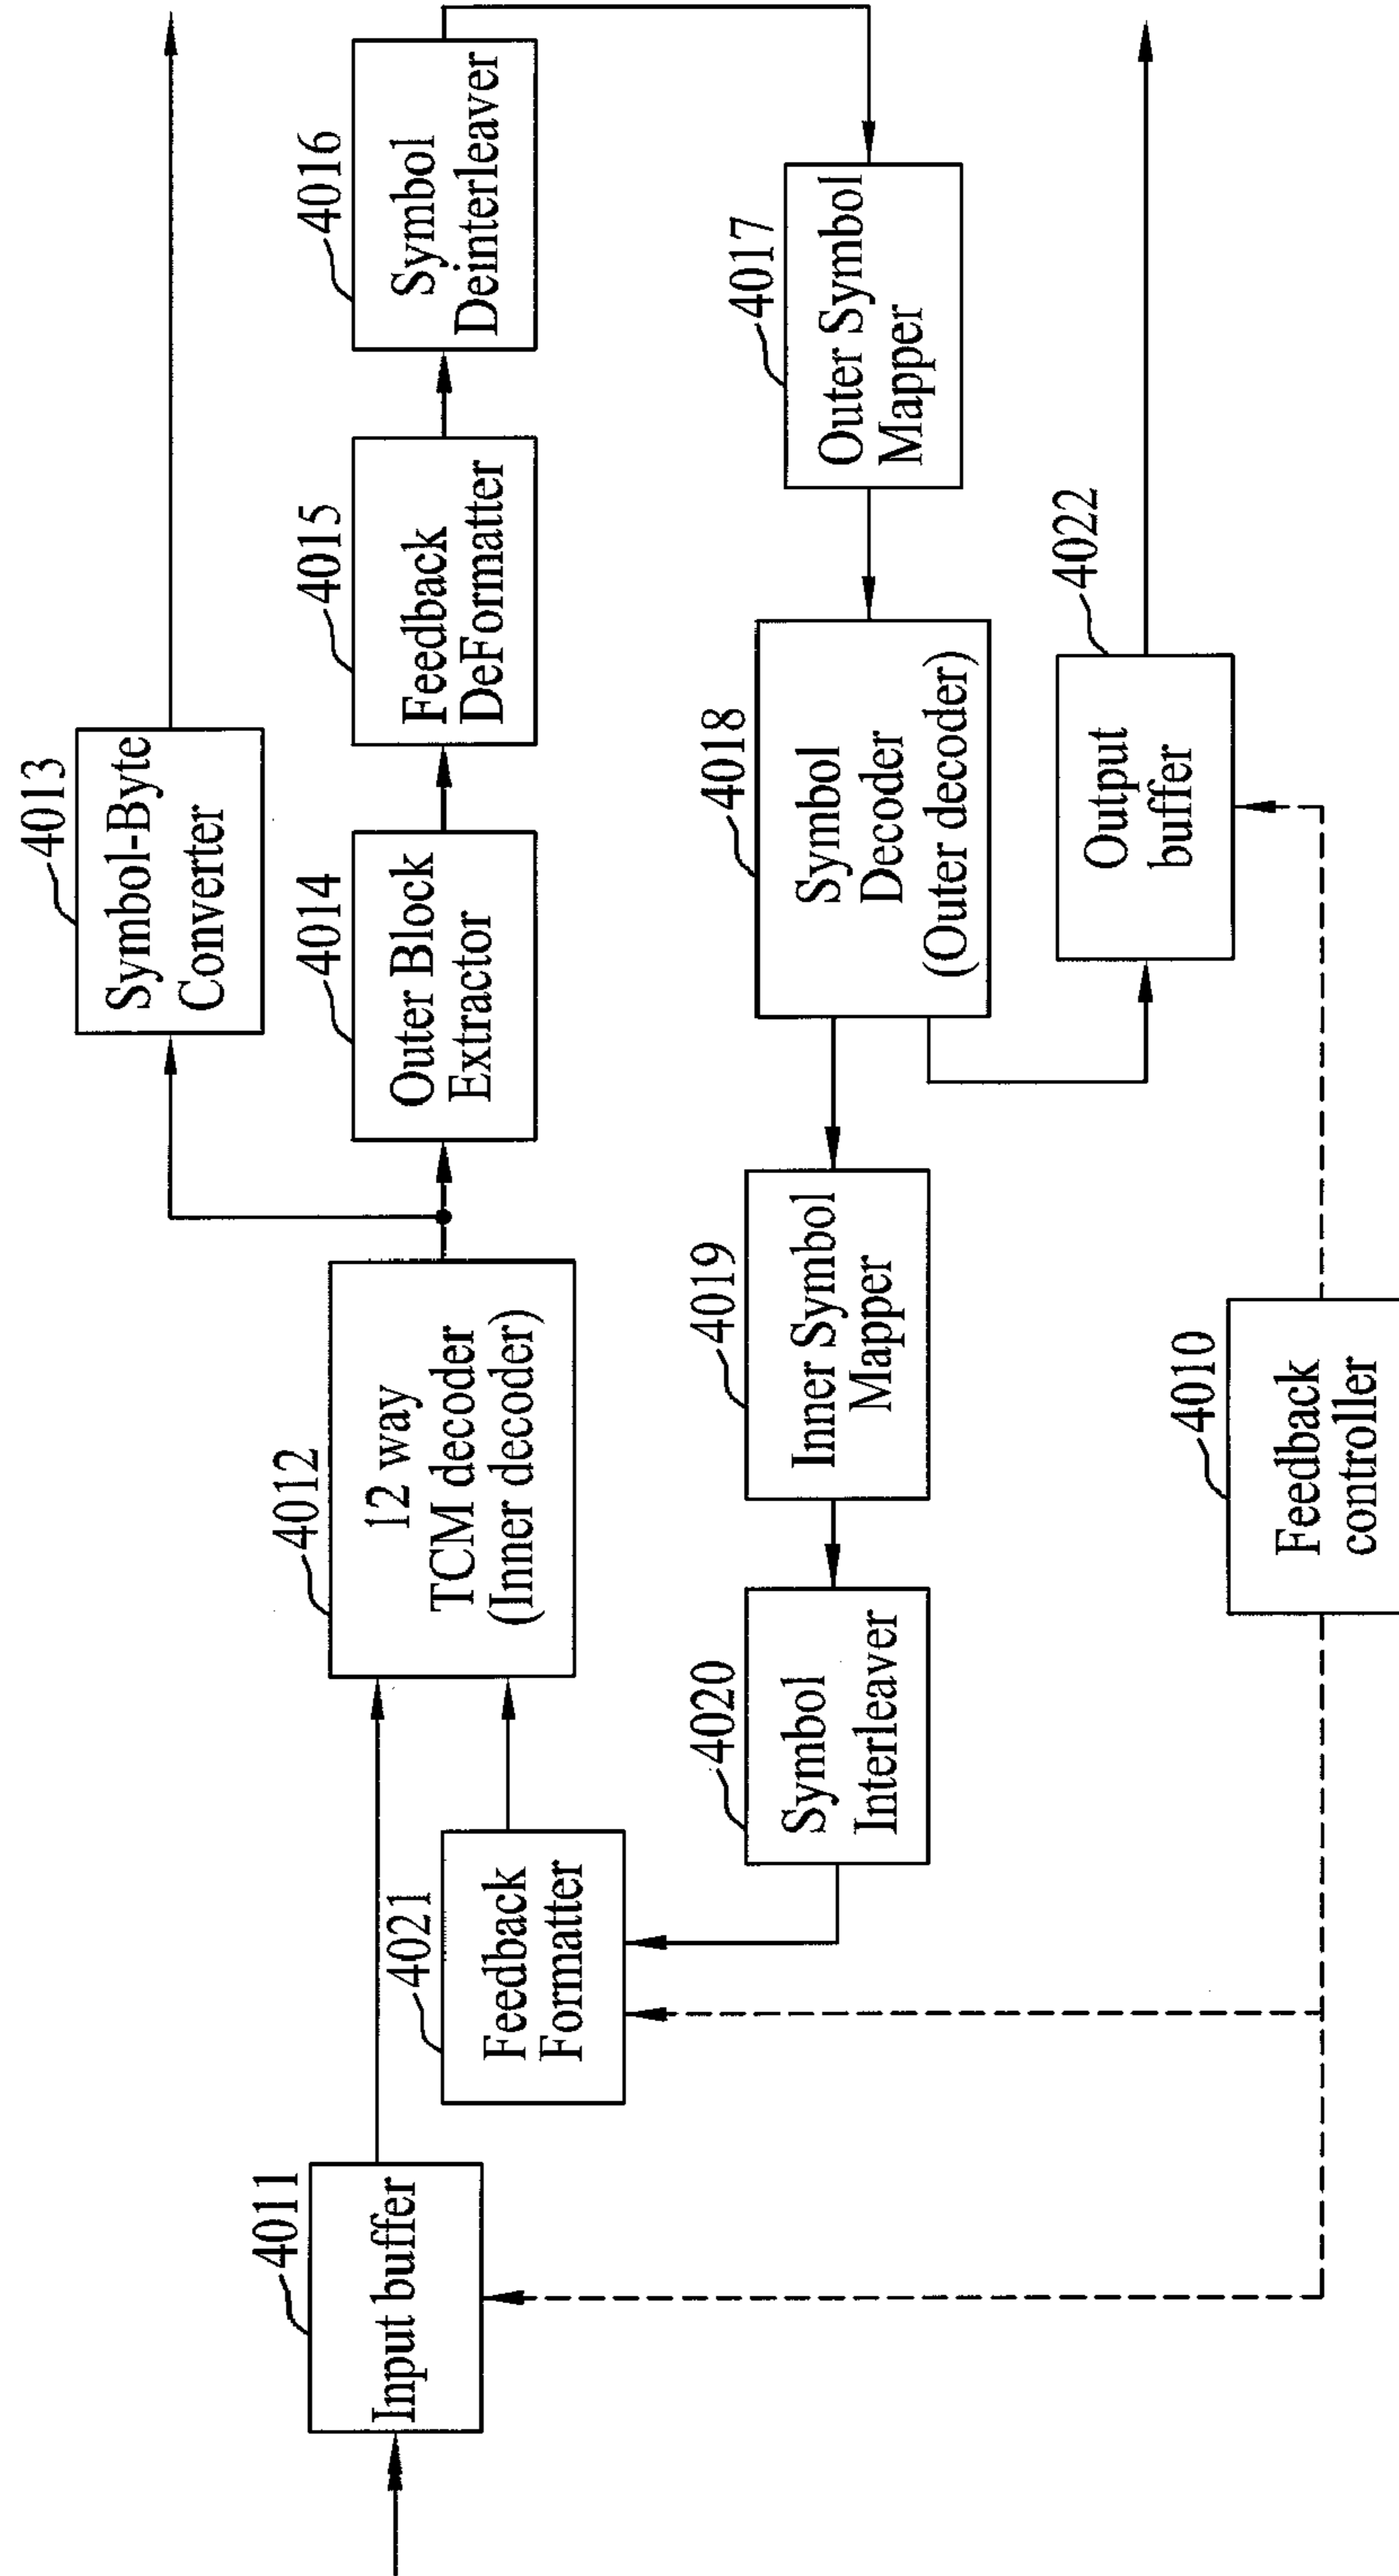 4011
Input buffer
4021
Feedback
Formatter
4012
12 way
TCM decoder
(Inner decoder)
4013
Symbol-Byte
Converter
4014
Outer Block
Extractor
4015
Feedback
DeFormatter
4016
Symbol
Deinterleaver
4020
Symbol
Interleaver
4019
Inner Symbol
Mapper
4018
Symbol
Decoder
(Outer decoder)
4017
Outer Symbol
Mapper
4010
Feedback
controller
4022
Output
buffer